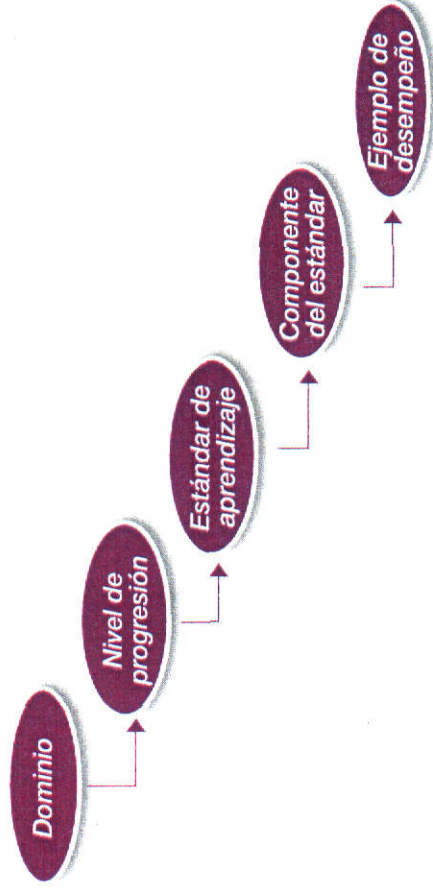 Dominio
Nivel de
progresión
Estándar de
aprendizaje
Componente
del estándar
Ejemplo de
desempeño